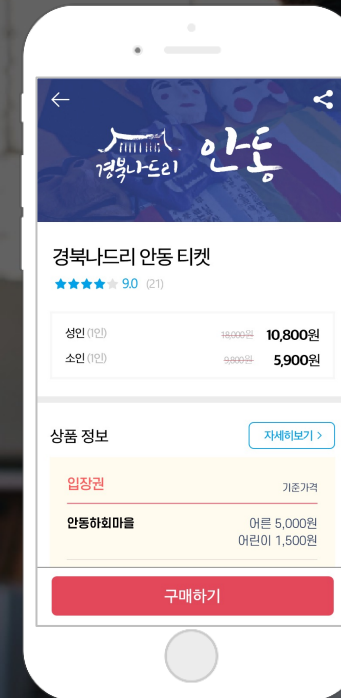 경북나드리 안동
경북나드리 안동 티켓
9.0 (21)
성인(1인) 18,000원 10,800원
소인(1인) 9,800원 5,900원
상품 정보 자세히보기 >
입장권 기준가격
안동하회마을 어른 5,000원
어린이 1,500원
구매하기